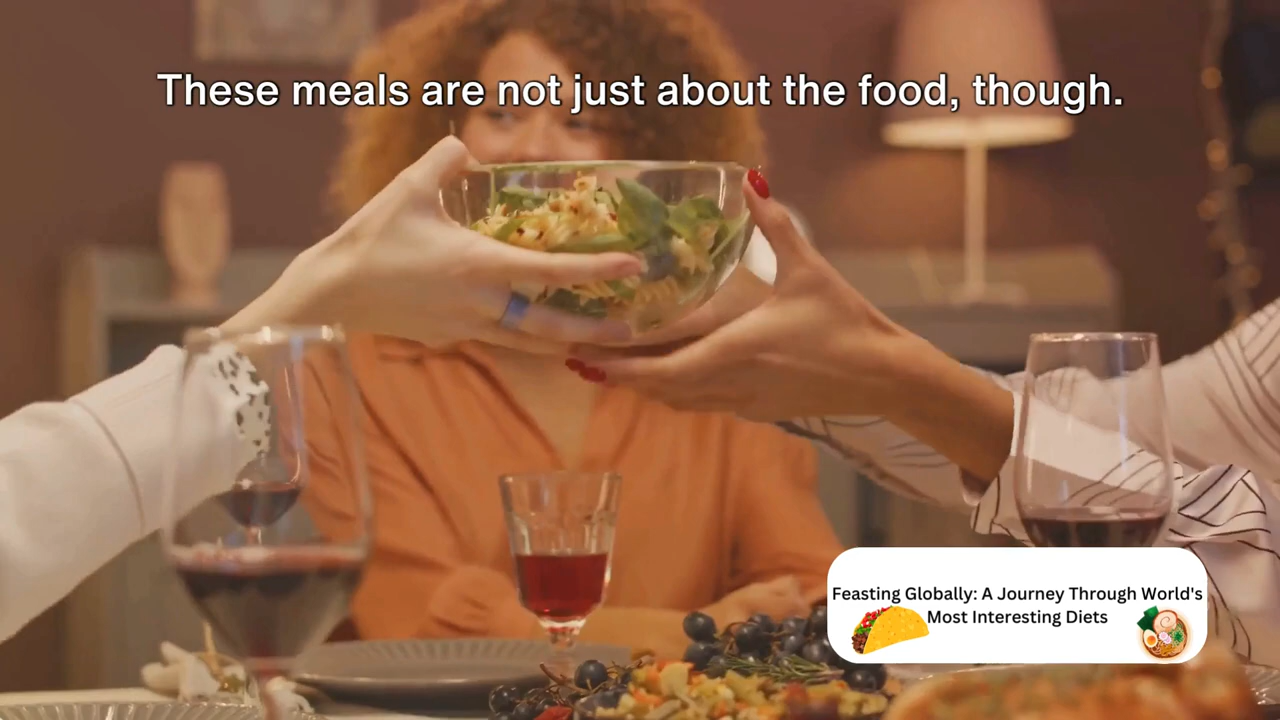 These meals are not just about the food, though.
Feasting Globally: A Journey Through World's
Most Interesting Diets